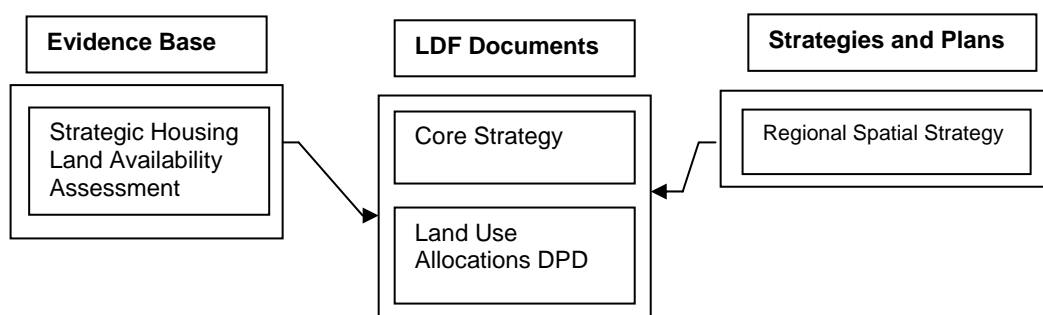 Evidence Base
Strategic Housing
Land Availability
Assessment
LDF Documents
Core Strategy
Land Use
Allocations DPD
Strategies and Plans
Regional Spatial Strategy